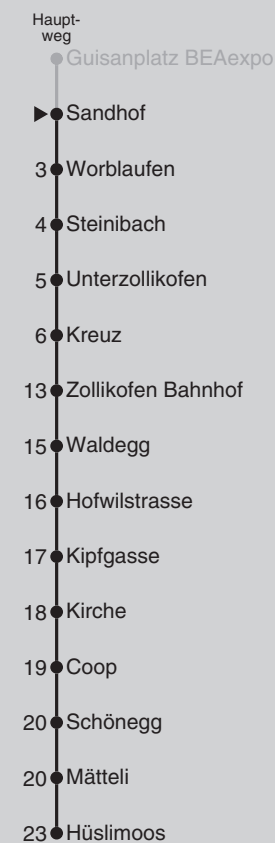 Haupt-
weg
Guisanplatz BEAexpo
Sandhof
3 Worblaufen
4 Steinibach
5 Unterzollikofen
6 Kreuz
13 Zollikofen Bahnhof
15 Waldegg
16 Hofwilstrasse
17 Kipfgasse
18 Kirche
19 Coop
20 Schönegg
20 Mätteli
23 Hüslimoos